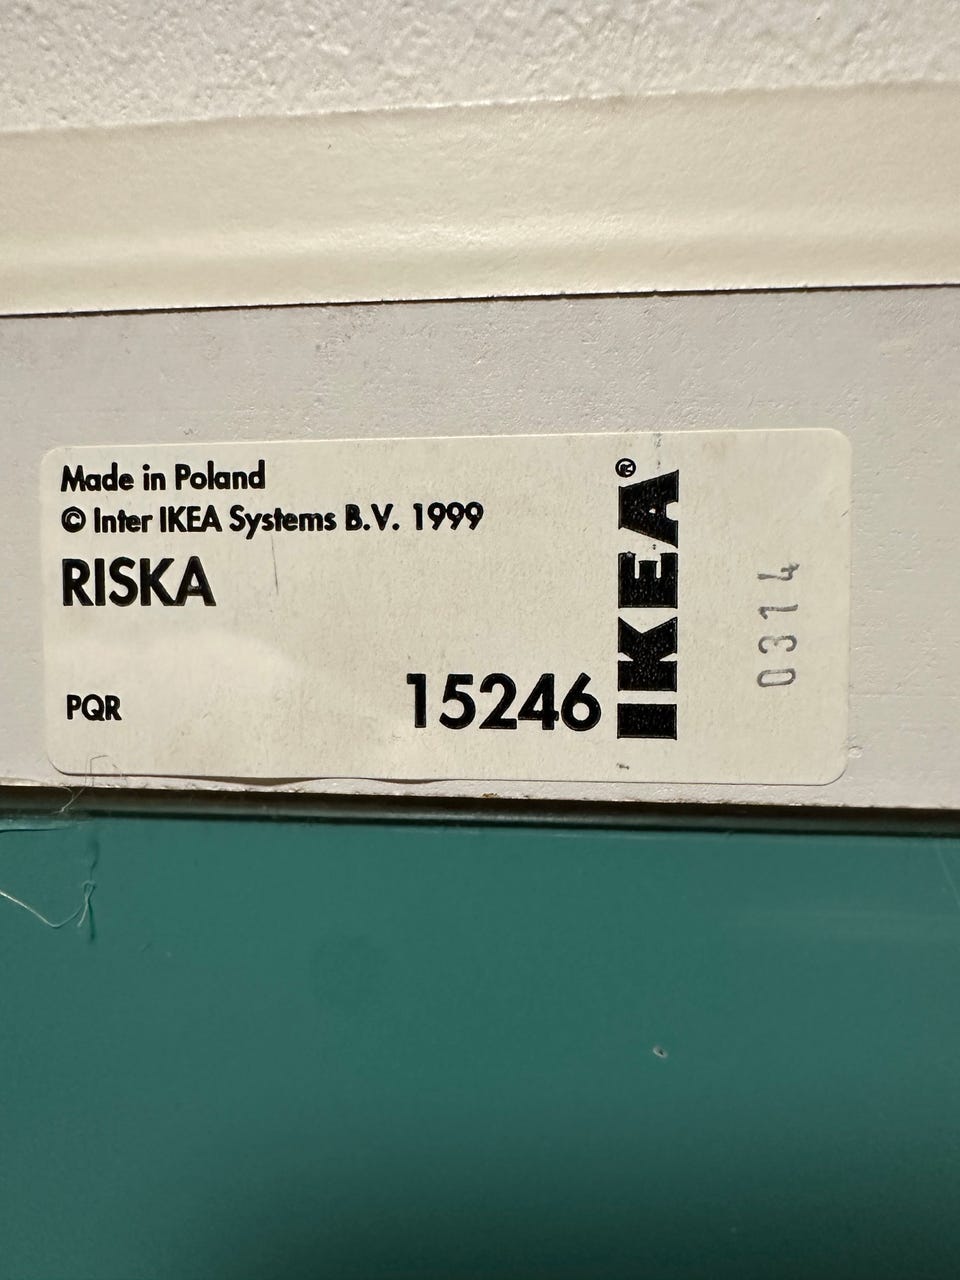 Made in Poland
© Inter IKEA Systems B.V. 1999
RISKA
PQR
15246
IKEA®
0314